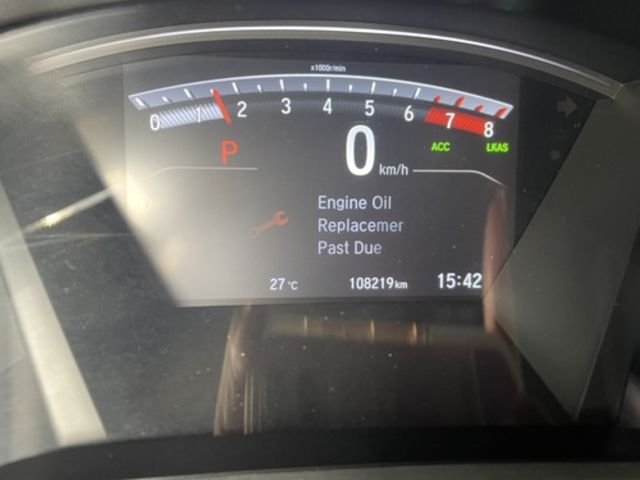 x1000r/min
0 1 2 3 4 5 6 7 8
P 0 km/h ACC LKAS
Engine Oil
Replacemer
Past Due
27 °C 108219 km 15:42